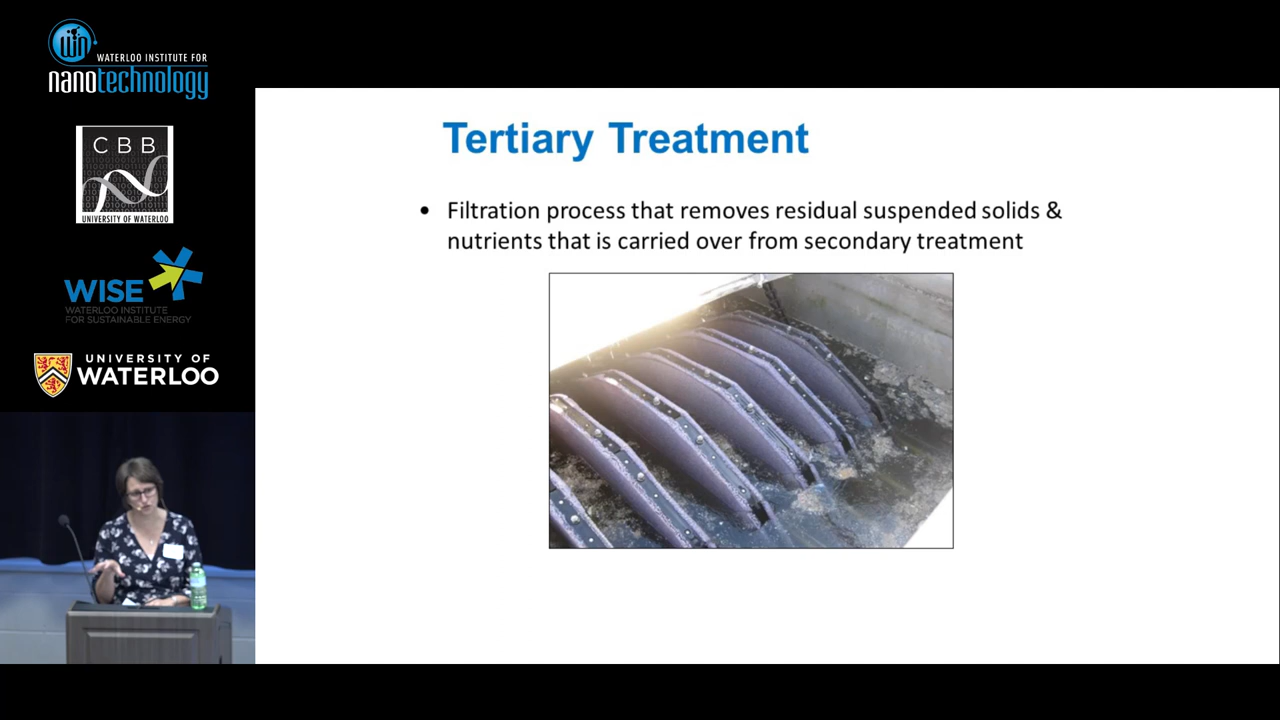 WATERLOO INSTITUTE FOR
nanotechnology
CBB
UNIVERSITY OF WATERLOO
WISE
WATERLOO INSTITUTE
FOR SUSTAINABLE ENERGY
UNIVERSITY OF
WATERLOO
Tertiary Treatment
• Filtration process that removes residual suspended solids &
nutrients that is carried over from secondary treatment